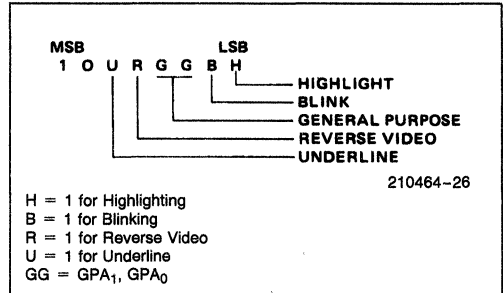 MSB LSB
1 0 U R G G B H
HIGHLIGHT
BLINK
GENERAL PURPOSE
REVERSE VIDEO
UNDERLINE
210464-26
H = 1 for Highlighting
B = 1 for Blinking
R = 1 for Reverse Video
U = 1 for Underline
GG = GPA₁, GPA₀